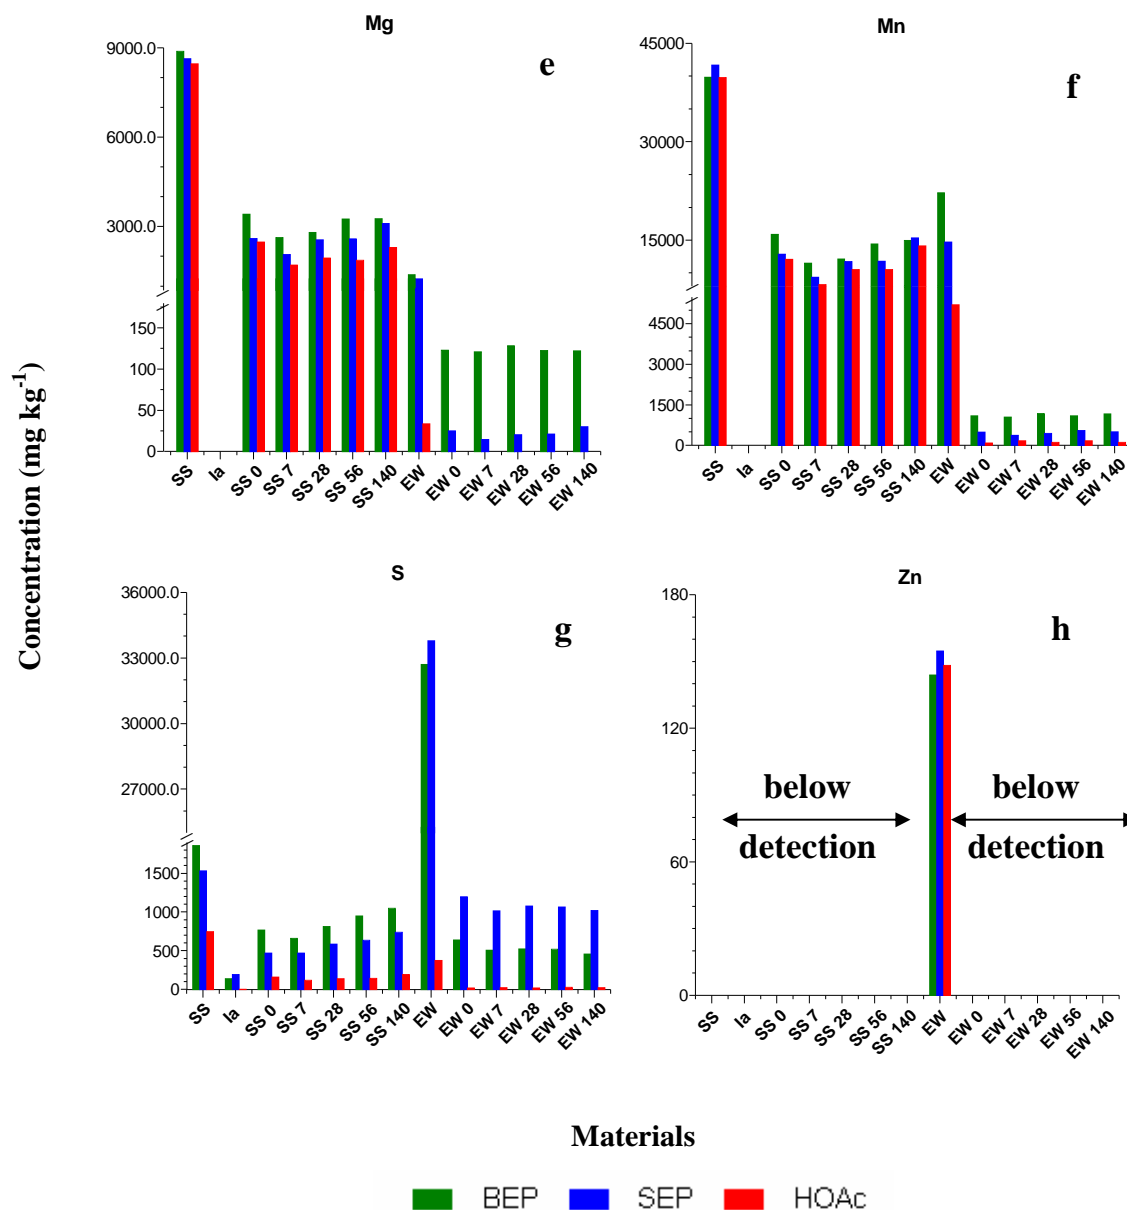 Mg
e
9000.0
6000.0
3000.0
150
100
50
0
SS
Ia
SS 0
SS 7
SS 28
SS 56
SS 140
EW
EW 0
EW 7
EW 28
EW 56
EW 140
Mn
f
45000
30000
15000
4500
3000
1500
0
SS
Ia
SS 0
SS 7
SS 28
SS 56
SS 140
EW
EW 0
EW 7
EW 28
EW 56
EW 140
Concentration (mg kg⁻¹)
S
g
36000.0
33000.0
30000.0
27000.0
1500
1000
500
0
SS
Ia
SS 0
SS 7
SS 28
SS 56
SS 140
EW
EW 0
EW 7
EW 28
EW 56
EW 140
Zn
h
180
120
60
0
below
detection
below
detection
SS
Ia
SS 0
SS 7
SS 28
SS 56
SS 140
EW
EW 0
EW 7
EW 28
EW 56
EW 140
Materials
BEP SEP HOAc